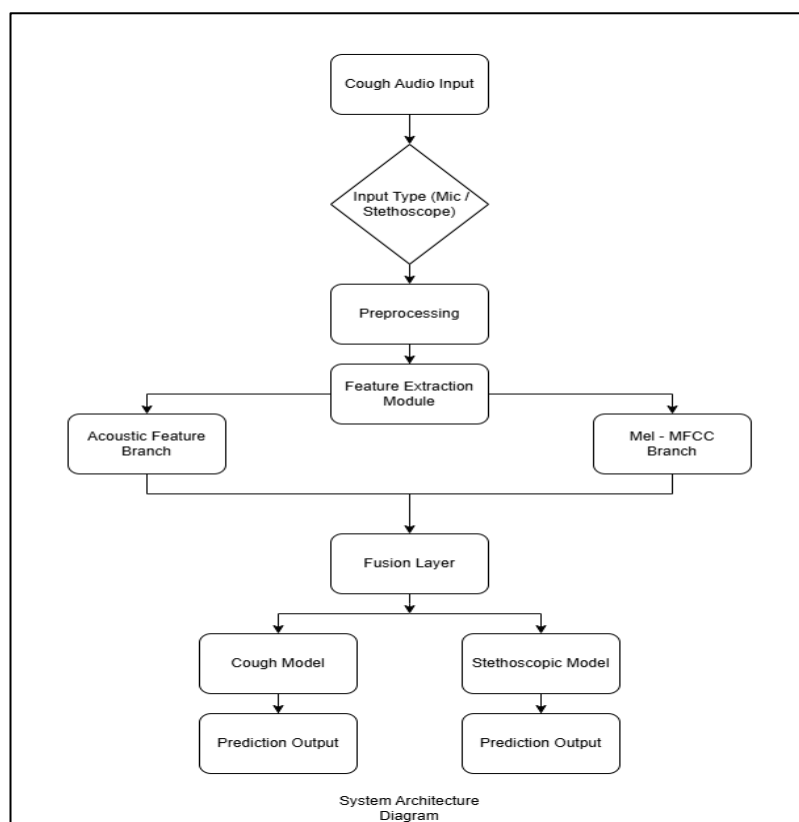 Cough Audio Input
Input Type (Mic /
Stethoscope)
Preprocessing
Feature Extraction
Module
Acoustic Feature
Branch
Mel - MFCC
Branch
Fusion Layer
Cough Model
Stethoscopic Model
Prediction Output
Prediction Output
System Architecture
Diagram